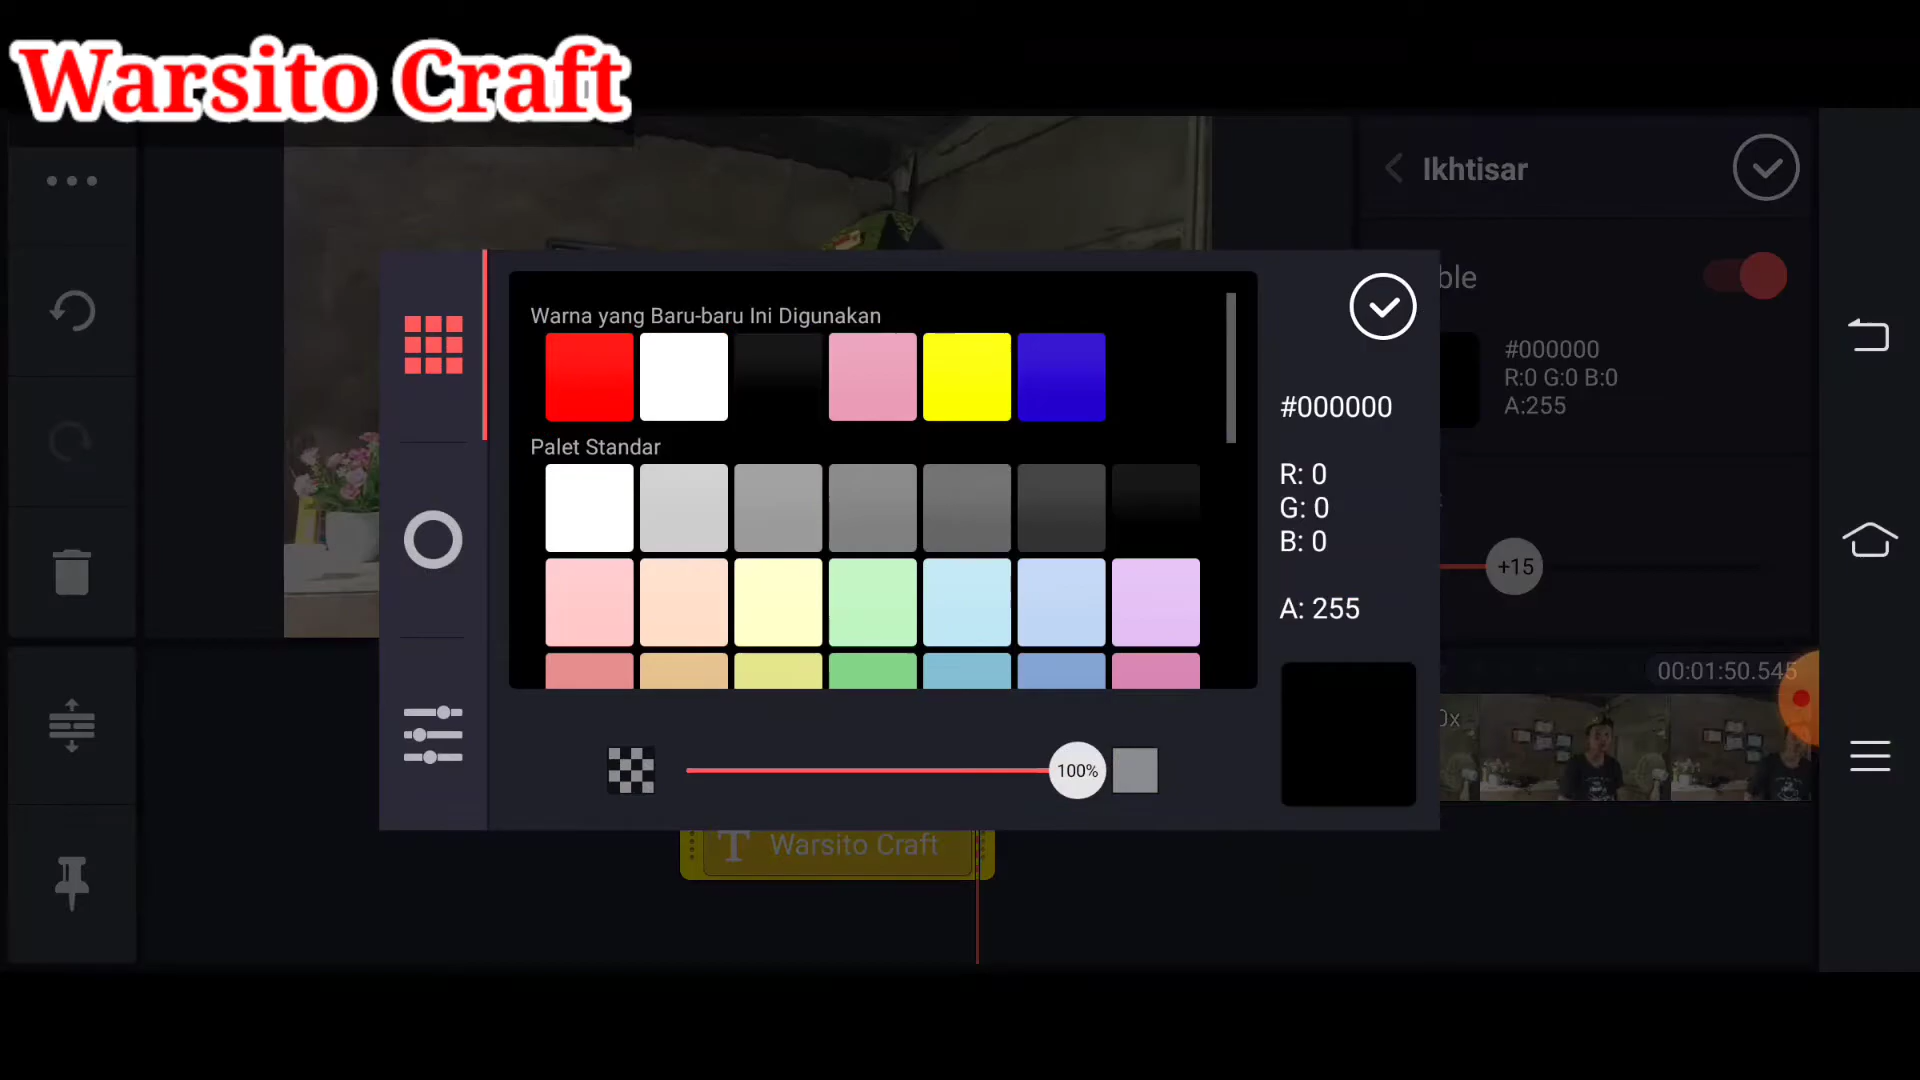 Warsito Craft
Ikhtisar
ble
Warna yang Baru-baru Ini Digunakan
#000000
R:0 G:0 B:0
A:255
#000000
Palet Standar
R: 0
G: 0
B: 0
+15
A: 255
00:01:50.545
0x
100%
T Warsito Craft